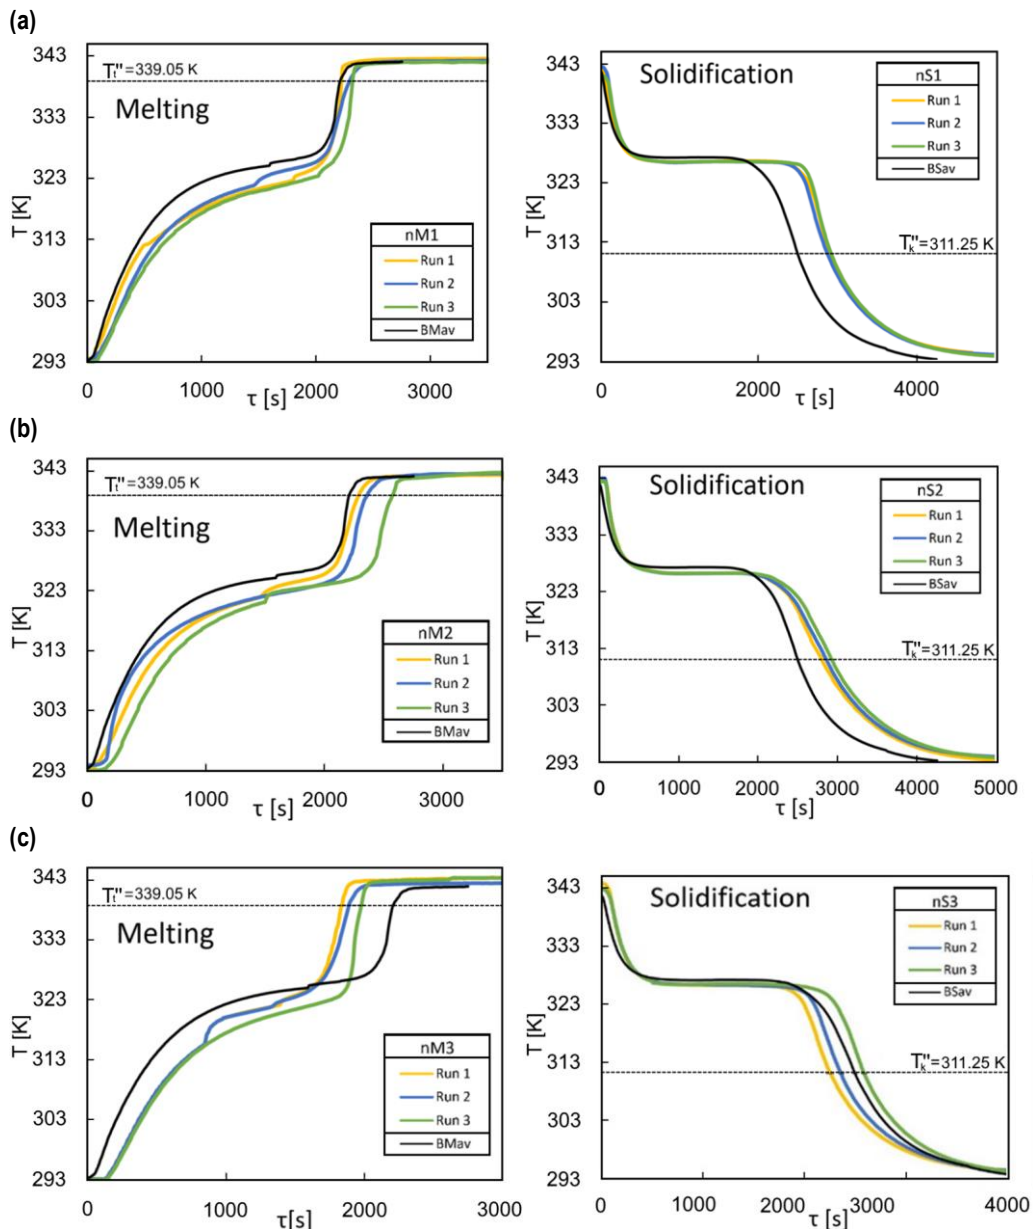 (a)
343
333
323
313
303
293
T [K]
Tₜ''=339.05 K
Melting
nM1
Run 1
Run 2
Run 3
BMav
0
1000
2000
3000
τ [s]
343
333
323
313
303
293
T [K]
Solidification
nS1
Run 1
Run 2
Run 3
BSav
Tₖ''=311.25 K
0
2000
4000
τ [s]
(b)
343
333
323
313
303
293
T [K]
Tₜ''=339.05 K
Melting
nM2
Run 1
Run 2
Run 3
BMav
0
1000
2000
3000
τ [s]
343
333
323
313
303
293
T [K]
Solidification
nS2
Run 1
Run 2
Run 3
BSav
Tₖ''=311.25 K
0
1000
2000
3000
4000
5000
τ [s]
(c)
343
333
323
313
303
293
T [K]
Tₜ''=339.05 K
Melting
nM3
Run 1
Run 2
Run 3
BMav
0
1000
2000
3000
τ[s]
343
333
323
313
303
293
T [K]
Solidification
nS3
Run 1
Run 2
Run 3
BSav
Tₖ''=311.25 K
0
1000
2000
3000
4000
τ [s]